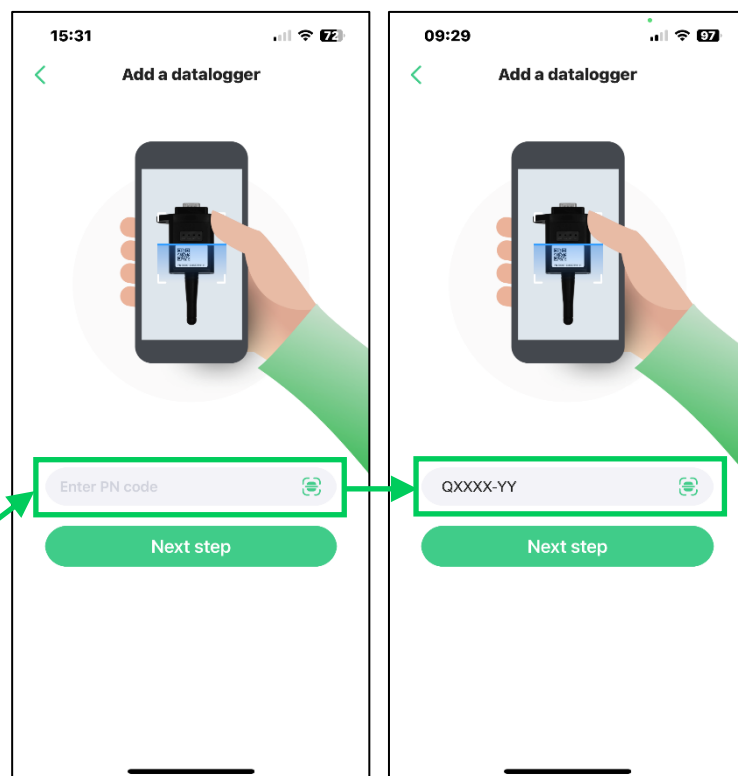 15:31
72
Add a datalogger
Enter PN code
Next step
09:29
97
Add a datalogger
QXXXX-YY
Next step